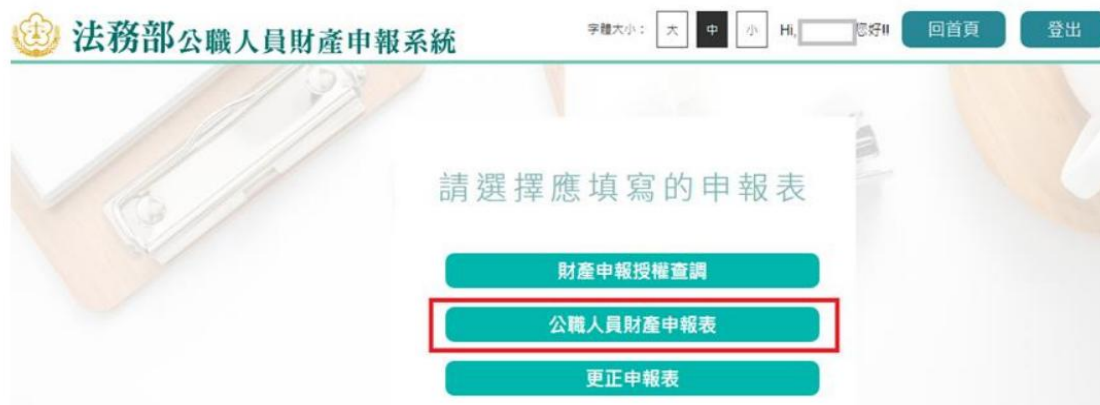 法務部公職人員財產申報系統
字體大小： 大 中 小 Hi, 您好!! 回首頁 登出
請選擇應填寫的申報表
財產申報授權查調
公職人員財產申報表
更正申報表